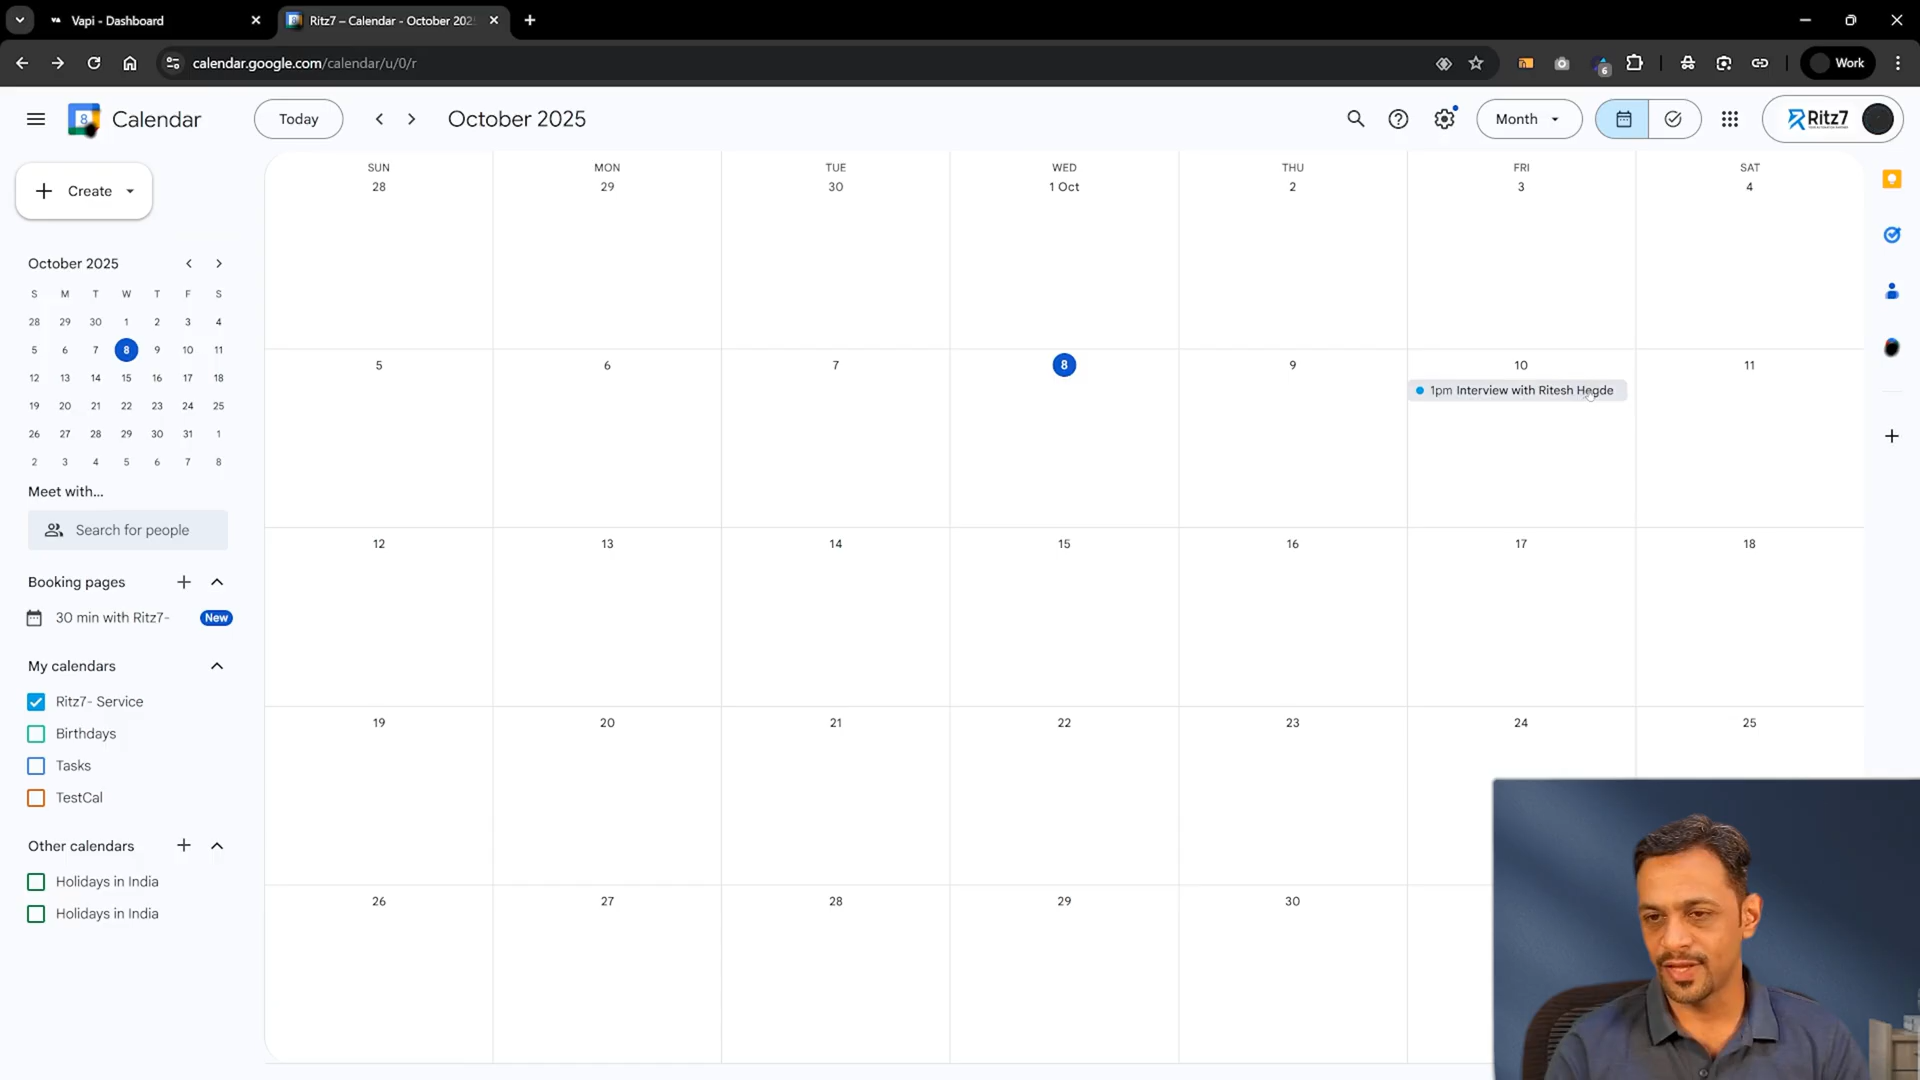 Vapi - Dashboard
Ritz7 – Calendar - October 202
calendar.google.com/calendar/u/0/r
6
Work
8
Calendar
Today
October 2025
Month
Ritz7
Create
October 2025
S M T W T F S
28 29 30 1 2 3 4
5 6 7 8 9 10 11
12 13 14 15 16 17 18
19 20 21 22 23 24 25
26 27 28 29 30 31 1
2 3 4 5 6 7 8
Meet with...
Search for people
Booking pages
30 min with Ritz7-
New
My calendars
Ritz7- Service
Birthdays
Tasks
TestCal
Other calendars
Holidays in India
Holidays in India
SUN MON TUE WED THU FRI SAT
28 29 30 1 Oct 2 3 4
5 6 7 8 9 10 11
1pm Interview with Ritesh Hegde
12 13 14 15 16 17 18
19 20 21 22 23 24 25
26 27 28 29 30